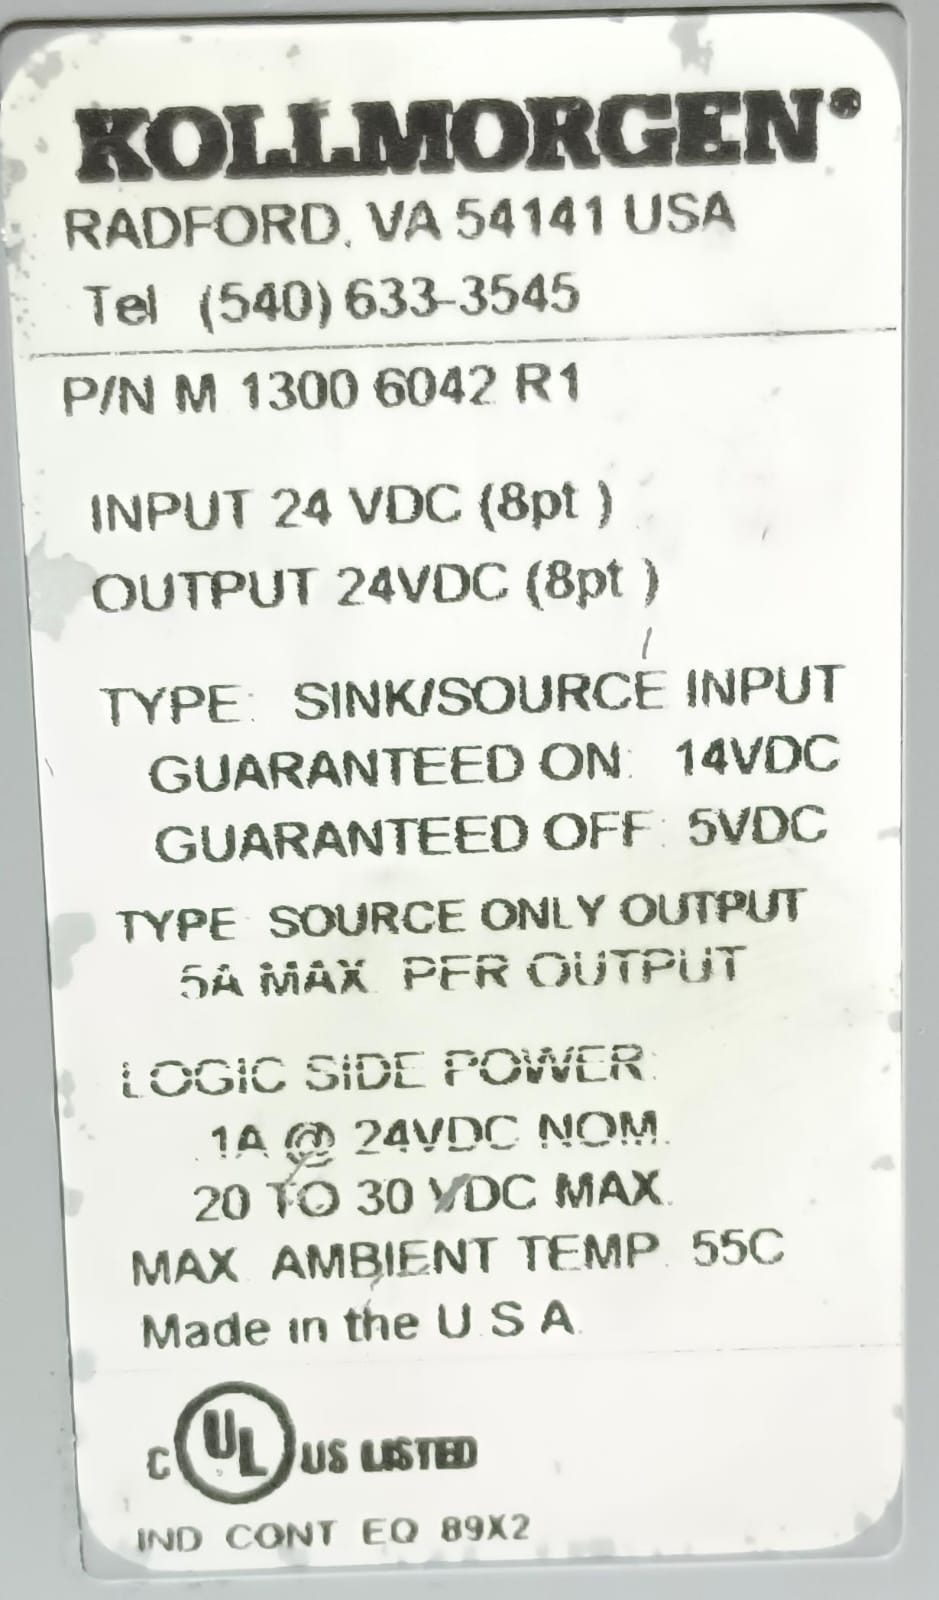 KOLLMORGEN®
RADFORD, VA 54141 USA
Tel (540) 633-3545
P/N M 1300 6042 R1
INPUT 24 VDC (8pt )
OUTPUT 24VDC (8pt )
TYPE: SINK/SOURCE INPUT
GUARANTEED ON: 14VDC
GUARANTEED OFF: 5VDC
TYPE SOURCE ONLY OUTPUT
.5A MAX. PER OUTPUT
LOGIC SIDE POWER:
1A @ 24VDC NOM.
20 TO 30 VDC MAX.
MAX AMBIENT TEMP. 55C
Made in the U.S.A.
C UL US LISTED
IND CONT EQ 89X2